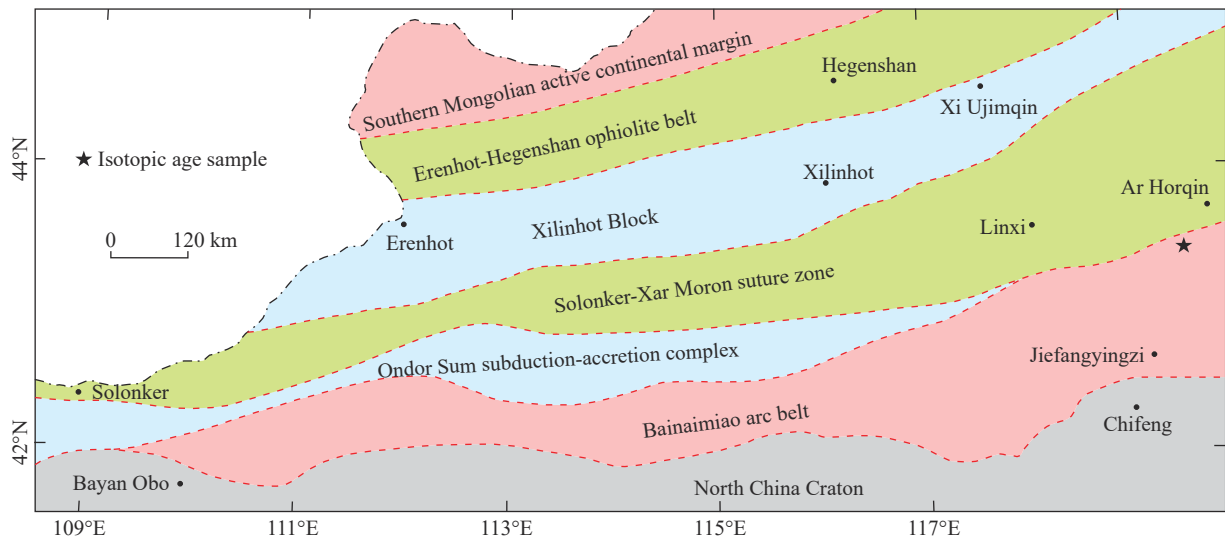 Southern Mongolian active continental margin
Hegenshan
Xi Ujimqin
44°N
★ Isotopic age sample
Erenhot-Hegenshan ophiolite belt
Xilinhot
Ar Horqin
Xilinhot Block
Linxi
Erenhot
0 120 km
Solonker-Xar Moron suture zone
Ondor Sum subduction-accretion complex
Jiefangyingzi
Solonker
Bainaimiao arc belt
Chifeng
42°N
Bayan Obo
North China Craton
109°E 111°E 113°E 115°E 117°E